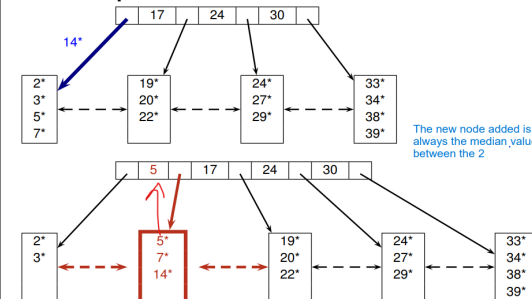 17 24 30
14*
2* 19* 24* 33*
3* 20* 27* 34*
5* 22* 29* 38*
7* 39*
The new node added is
always the median value
between the 2
5 17 24 30
2* 5* 19* 24* 33*
3* 7* 20* 27* 34*
14* 22* 29* 38*
39*